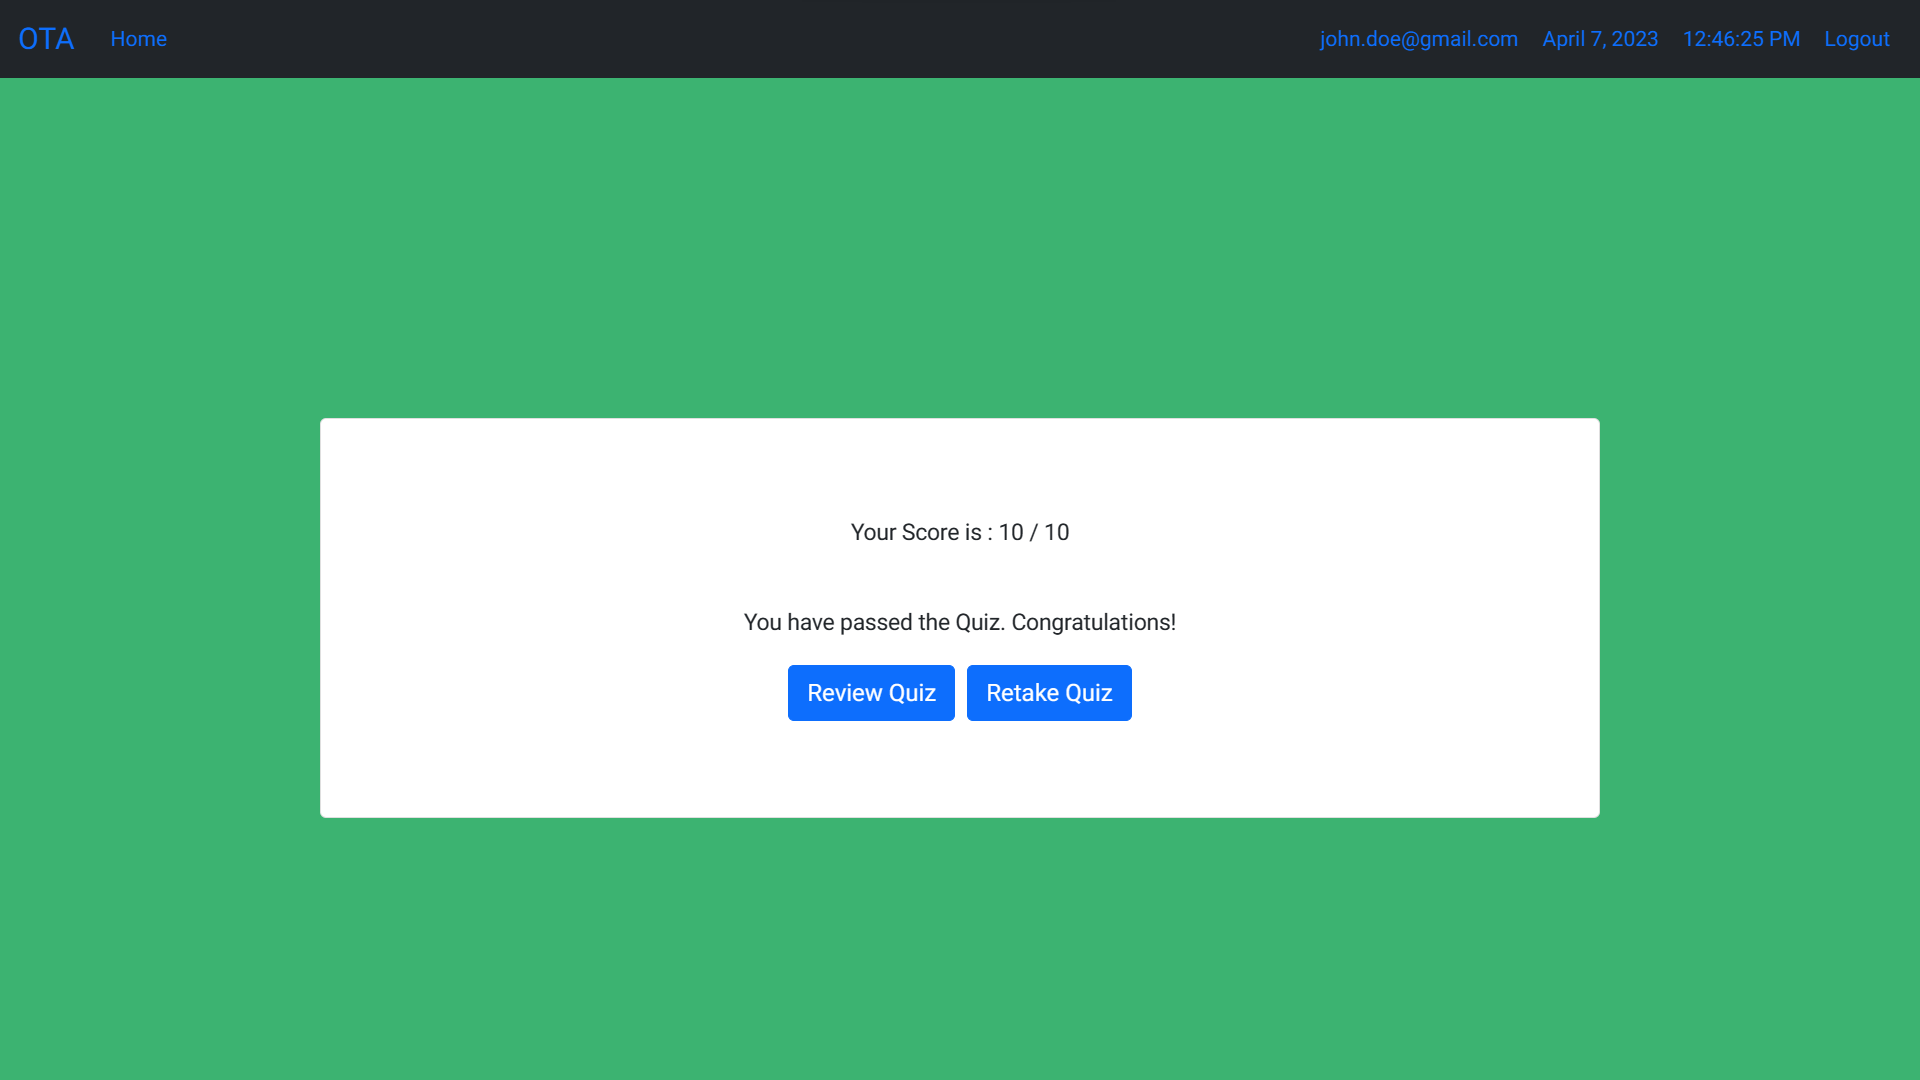 OTA Home john.doe@gmail.com April 7, 2023 12:46:25 PM Logout
Your Score is : 10 / 10
You have passed the Quiz. Congratulations!
Review Quiz Retake Quiz